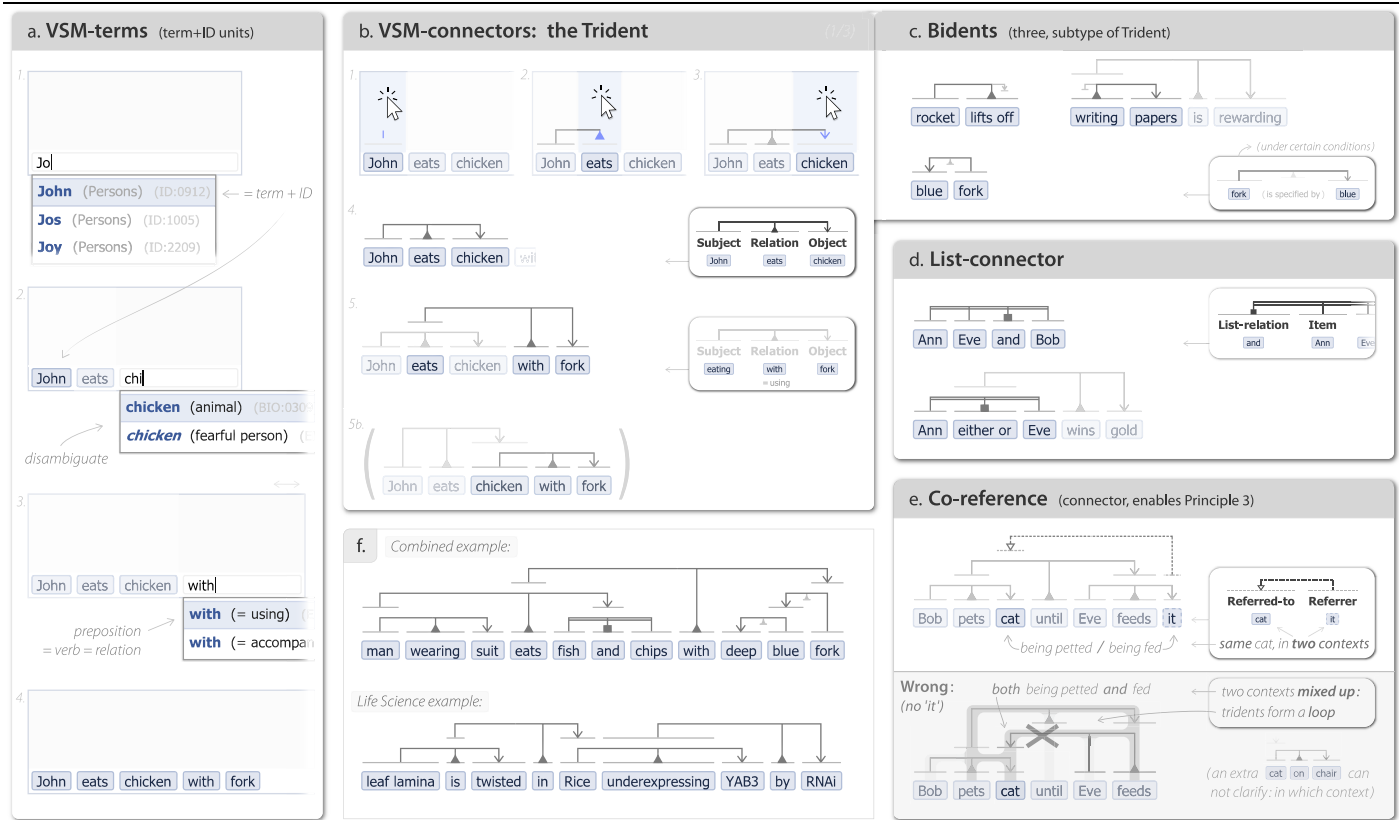 a. VSM-terms (term+ID units)
1.
Jo
John (Persons) (ID:0912)
= term + ID
Jos (Persons) (ID:1005)
Joy (Persons) (ID:2209)
2.
John eats chi
chicken (animal) (BIO:0309
chicken (fearful person)
disambiguate
3.
John eats chicken with
with (= using)
with (= accompar
preposition
= verb = relation
4.
John eats chicken with fork
b. VSM-connectors: the Trident (1/3)
1. 2. 3.
John eats chicken John eats chicken John eats chicken
4.
John eats chicken wit
Subject Relation Object
John eats chicken
5.
John eats chicken with fork
Subject Relation Object
eating with fork
= using
5b.
John eats chicken with fork
f. Combined example:
man wearing suit eats fish and chips with deep blue fork
Life Science example:
leaf lamina is twisted in Rice underexpressing YAB3 by RNAi
c. Bidents (three, subtype of Trident)
rocket lifts off writing papers is rewarding
(under certain conditions)
blue fork
fork (is specified by) blue
d. List-connector
Ann Eve and Bob
List-relation Item
and Ann Eve
Ann either or Eve wins gold
e. Co-reference (connector, enables Principle 3)
Bob pets cat until Eve feeds it
Referred-to Referrer
cat it
being petted / being fed
same cat, in two contexts
Wrong:
(no 'it')
both being petted and fed
two contexts mixed up:
tridents form a loop
Bob pets cat until Eve feeds
(an extra cat on chair can
not clarify: in which context)